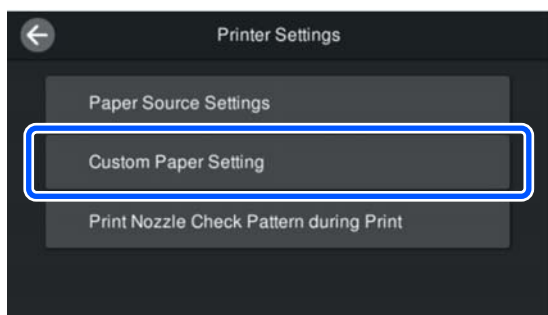 Printer Settings
Paper Source Settings
Custom Paper Setting
Print Nozzle Check Pattern during Print